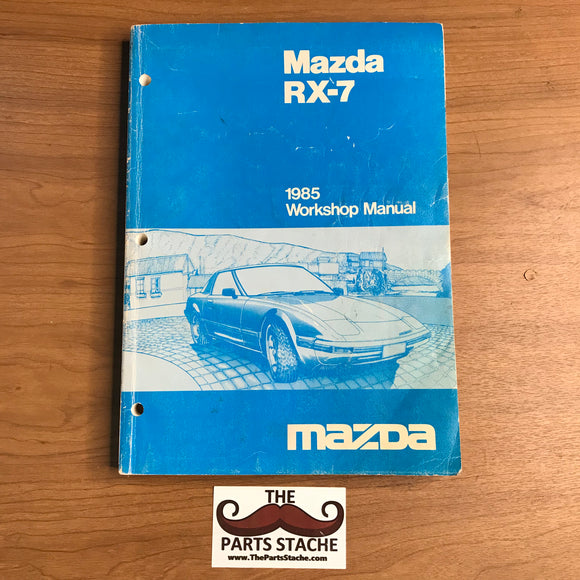 Mazda
RX-7
1985
Workshop Manual
mazda
THE
PARTS STACHE
www.ThePartsStache.com